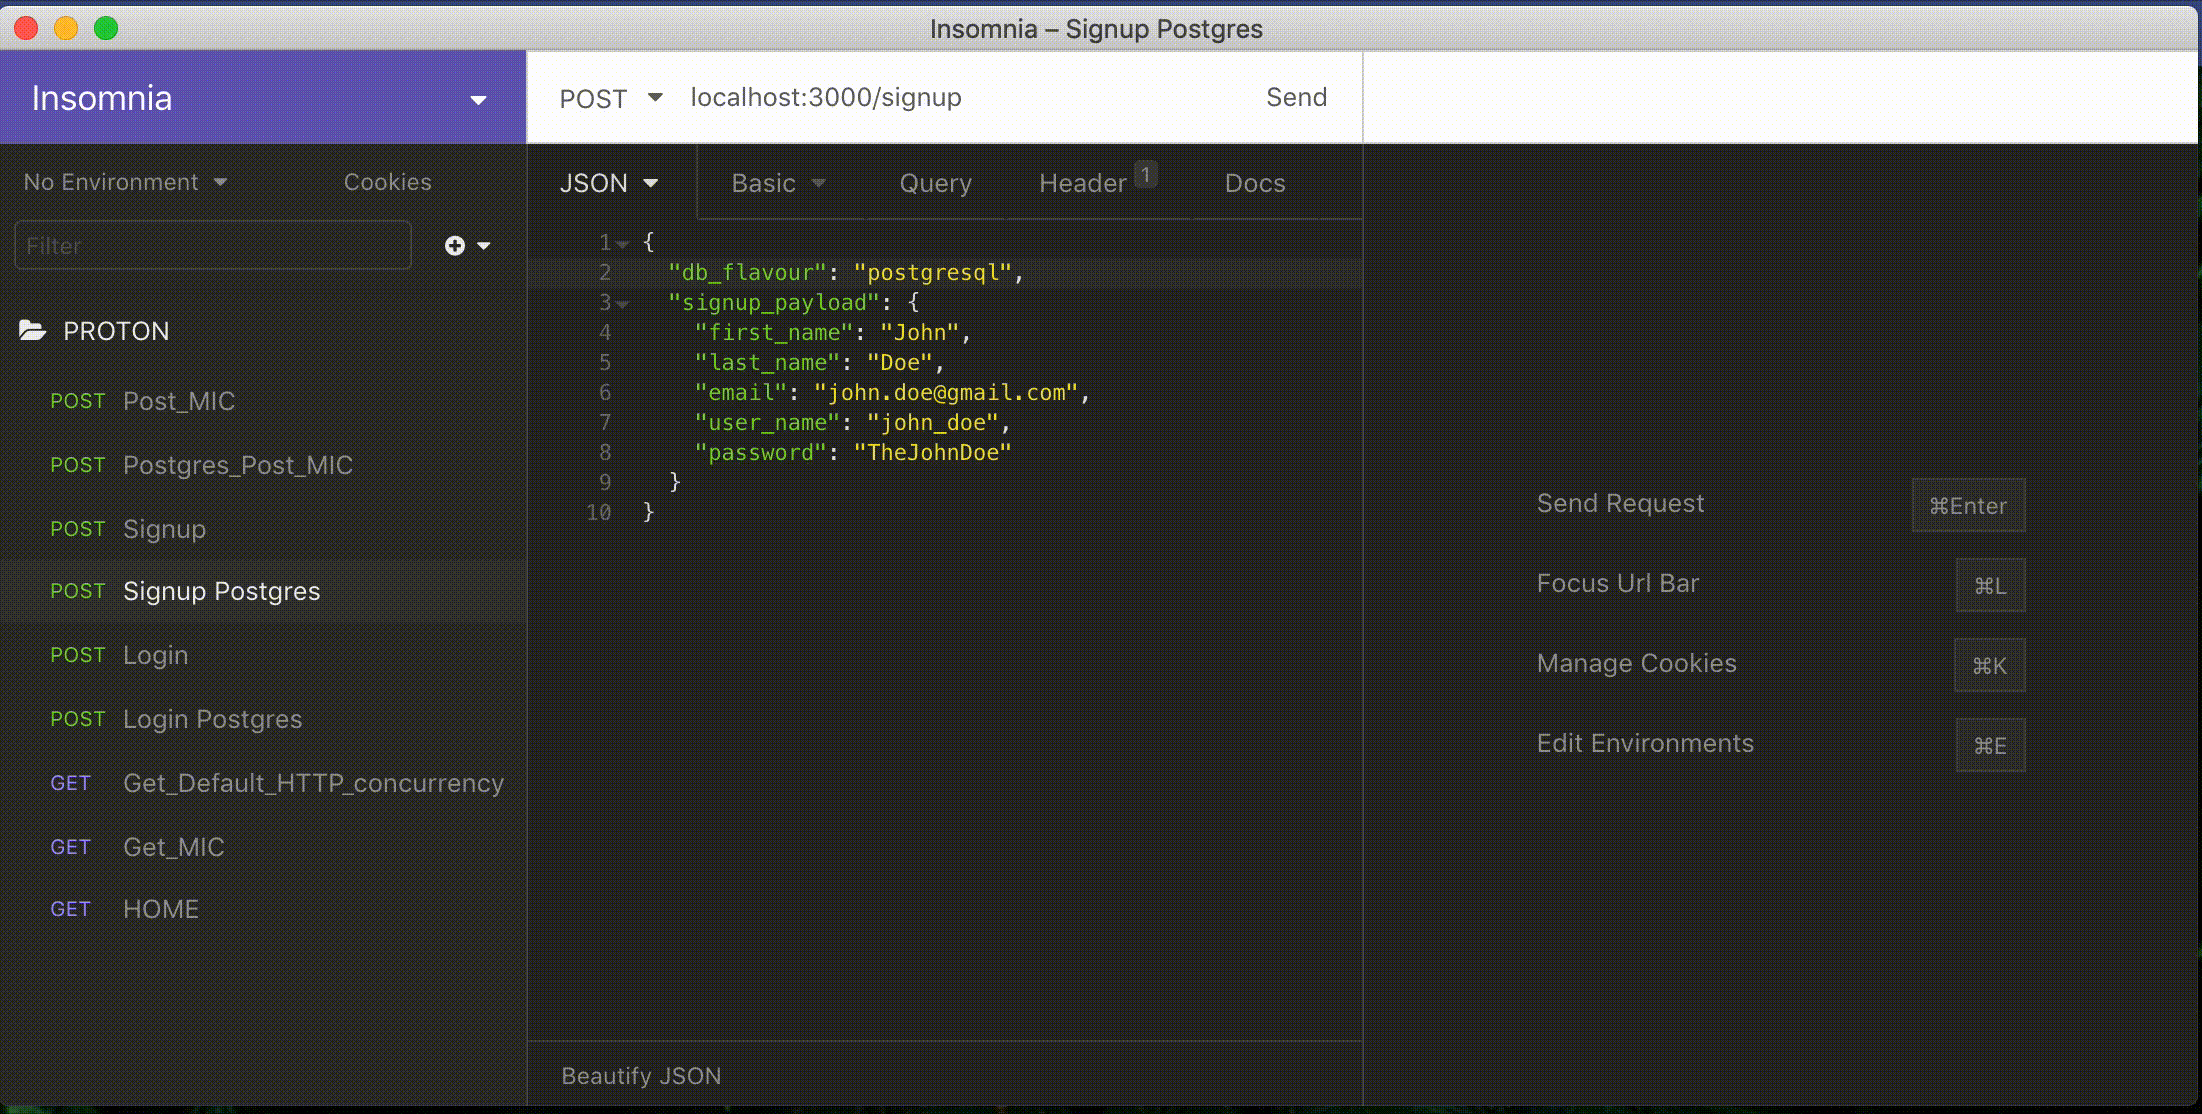 Insomnia – Signup Postgres
Insomnia
POST localhost:3000/signup Send
No Environment Cookies
Filter
PROTON
POST Post_MIC
POST Postgres_Post_MIC
POST Signup
POST Signup Postgres
POST Login
POST Login Postgres
GET Get_Default_HTTP_concurrency
GET Get_MIC
GET HOME
JSON Basic Query Header 1 Docs
1 {
2 "db_flavour": "postgresql",
3 "signup_payload": {
4 "first_name": "John",
5 "last_name": "Doe",
6 "email": "john.doe@gmail.com",
7 "user_name": "john_doe",
8 "password": "TheJohnDoe"
9 }
10 }
Beautify JSON
Send Request ⌘Enter
Focus Url Bar ⌘L
Manage Cookies ⌘K
Edit Environments ⌘E